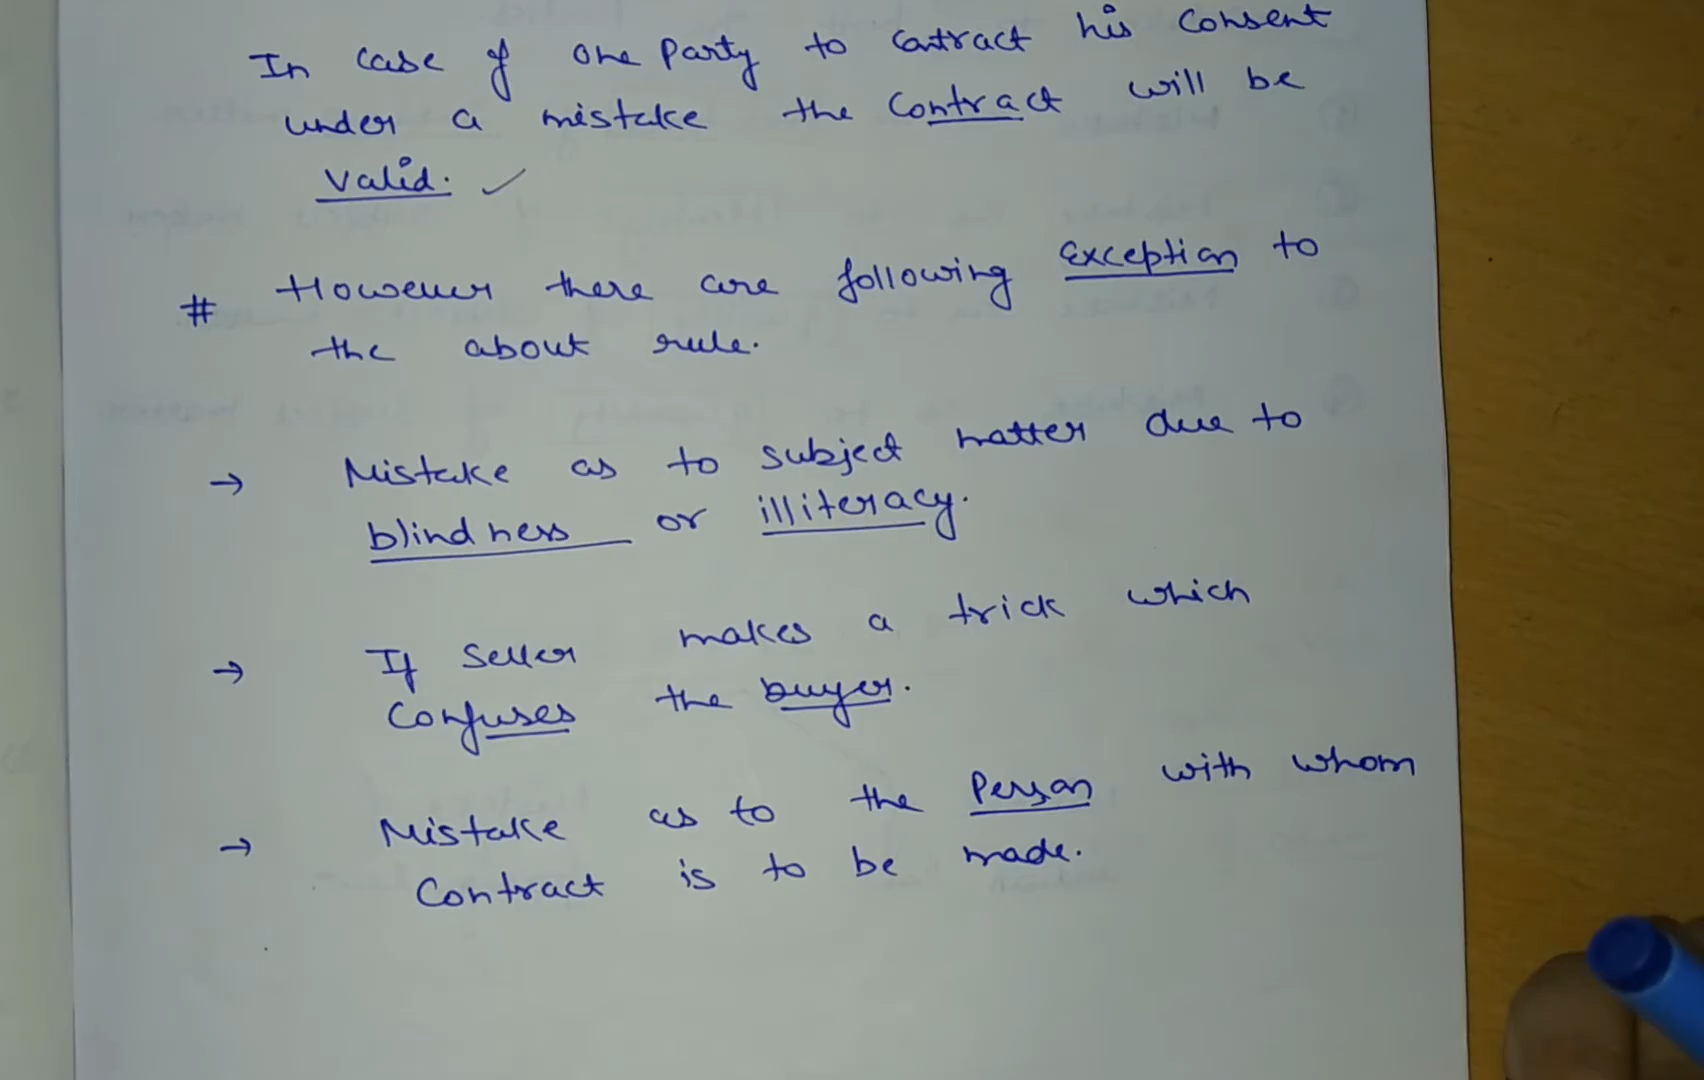 In case of one Party to contract his consent
under a mistake the contract will be
valid. ✓
# However there are following Exception to
the about rule.
→ Mistake as to subject matter due to
blindness or illiteracy.
→ If seller makes a trick which
confuses the buyer.
→ Mistake as to the Person with whom
contract is to be made.